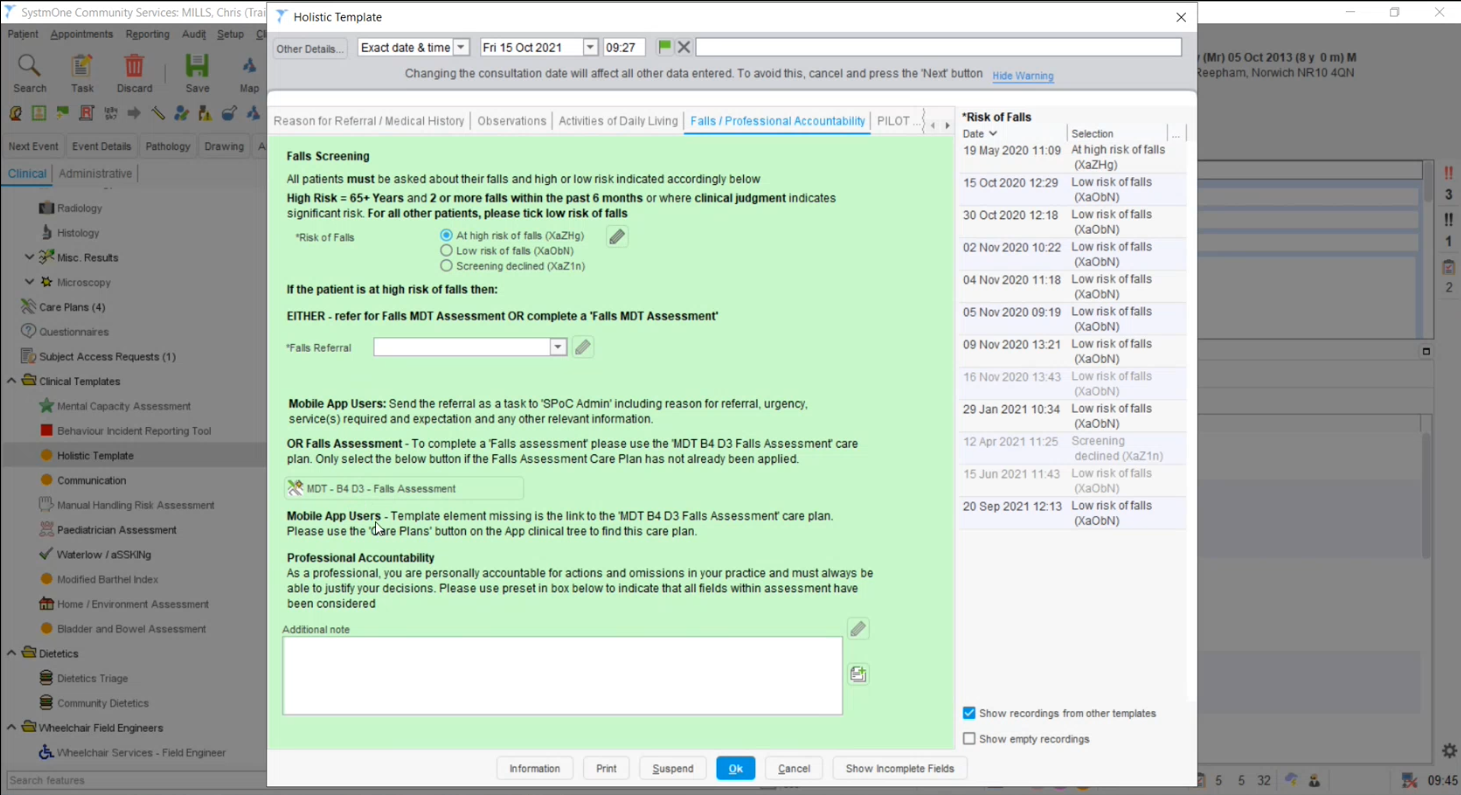 SystmOne Community Services: MILLS, Chris (Trai
Patient Appointments Reporting Audit Setup
Search Task Discard Save Map
Next Event Event Details Pathology Drawing
Clinical Administrative
Radiology
Histology
Misc. Results
Microscopy
Care Plans (4)
Questionnaires
Subject Access Requests (1)
Clinical Templates
Mental Capacity Assessment
Behaviour Incident Reporting Tool
Holistic Template
Communication
Manual Handling Risk Assessment
Paediatrician Assessment
Waterlow / aSSKINg
Modified Barthel Index
Home / Environment Assessment
Bladder and Bowel Assessment
Dietetics
Dietetics Triage
Community Dietetics
Wheelchair Field Engineers
Wheelchair Services - Field Engineer
Search features
Holistic Template
Other Details... Exact date & time Fri 15 Oct 2021 09:27
Changing the consultation date will affect all other data entered. To avoid this, cancel and press the 'Next' button Hide Warning
Reason for Referral / Medical History Observations Activities of Daily Living Falls / Professional Accountability PILOT ...
Falls Screening
All patients must be asked about their falls and high or low risk indicated accordingly below
High Risk = 65+ Years and 2 or more falls within the past 6 months or where clinical judgment indicates
significant risk. For all other patients, please tick low risk of falls
*Risk of Falls
At high risk of falls (XaZHg)
Low risk of falls (XaObN)
Screening declined (XaZ1n)
If the patient is at high risk of falls then:
EITHER - refer for Falls MDT Assessment OR complete a 'Falls MDT Assessment'
*Falls Referral
Mobile App Users: Send the referral as a task to 'SPoC Admin' including reason for referral, urgency,
service(s) required and expectation and any other relevant information.
OR Falls Assessment - To complete a 'Falls assessment' please use the 'MDT B4 D3 Falls Assessment' care
plan. Only select the below button if the Falls Assessment Care Plan has not already been applied.
MDT - B4 D3 - Falls Assessment
Mobile App Users - Template element missing is the link to the 'MDT B4 D3 Falls Assessment' care plan.
Please use the 'Care Plans' button on the App clinical tree to find this care plan.
Professional Accountability
As a professional, you are personally accountable for actions and omissions in your practice and must always be
able to justify your decisions. Please use preset in box below to indicate that all fields within assessment have
been considered
Additional note
Information Print Suspend Ok Cancel Show Incomplete Fields
*Risk of Falls
Date Selection ...
19 May 2020 11:09 At high risk of falls
(XaZHg)
15 Oct 2020 12:29 Low risk of falls
(XaObN)
30 Oct 2020 12:18 Low risk of falls
(XaObN)
02 Nov 2020 10:22 Low risk of falls
(XaObN)
04 Nov 2020 11:18 Low risk of falls
(XaObN)
05 Nov 2020 09:19 Low risk of falls
(XaObN)
09 Nov 2020 13:21 Low risk of falls
(XaObN)
16 Nov 2020 13:43 Low risk of falls
(XaObN)
29 Jan 2021 10:34 Low risk of falls
(XaObN)
12 Apr 2021 11:25 Screening
declined (XaZ1n)
15 Jun 2021 11:43 Low risk of falls
(XaObN)
20 Sep 2021 12:13 Low risk of falls
(XaObN)
Show recordings from other templates
Show empty recordings
(Mr) 05 Oct 2013 (8 y 0 m) M
Reepham, Norwich NR10 4QN
!!
3
!!
1
2
5 5 32 09:45